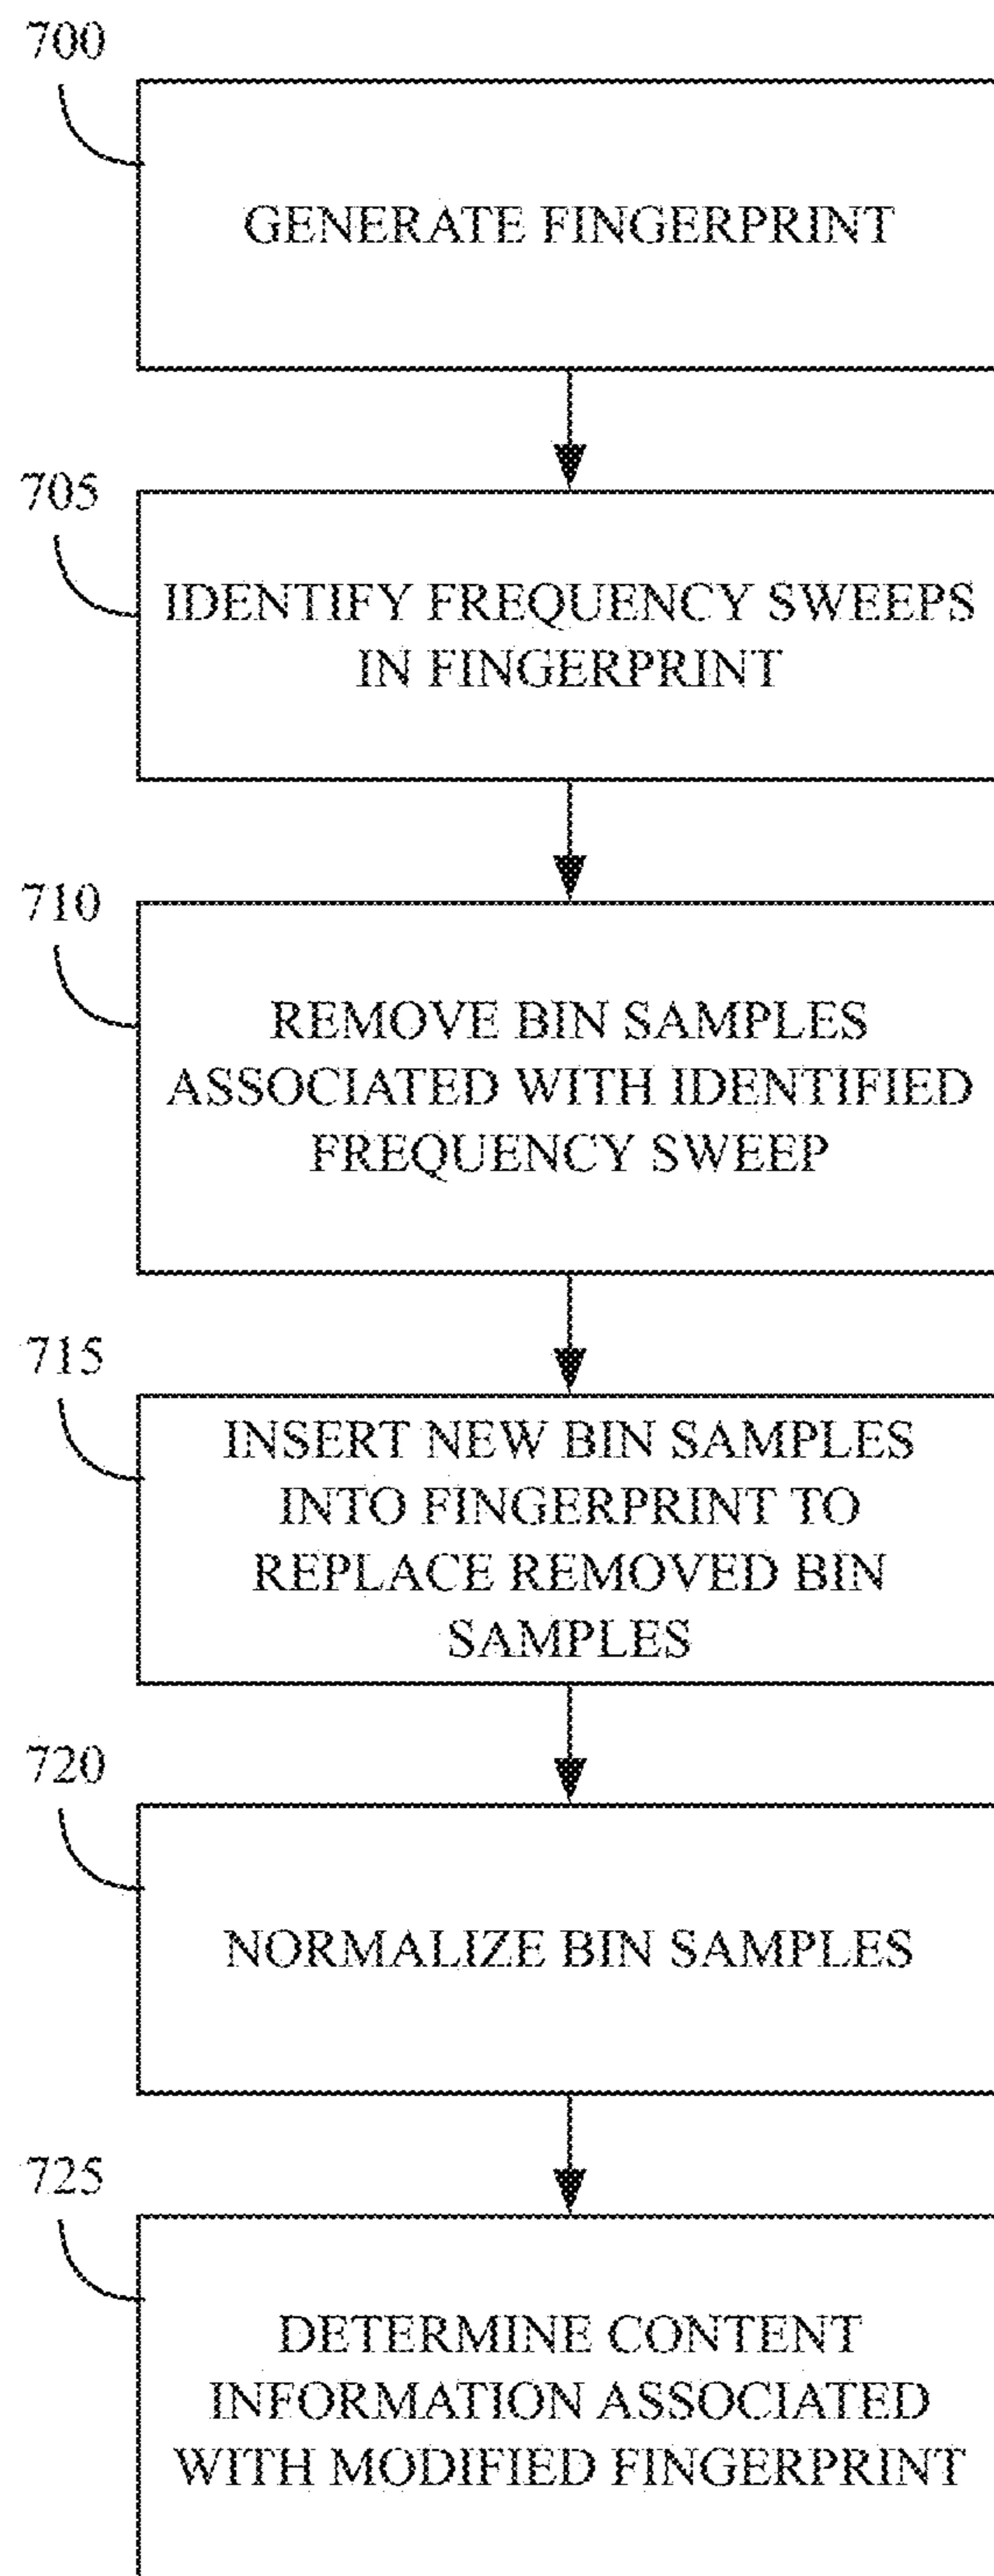 700
GENERATE FINGERPRINT
705
IDENTIFY FREQUENCY SWEEPS
IN FINGERPRINT
710
REMOVE BIN SAMPLES
ASSOCIATED WITH IDENTIFIED
FREQUENCY SWEEP
715
INSERT NEW BIN SAMPLES
INTO FINGERPRINT TO
REPLACE REMOVED BIN
SAMPLES
720
NORMALIZE BIN SAMPLES
725
DETERMINE CONTENT
INFORMATION ASSOCIATED
WITH MODIFIED FINGERPRINT